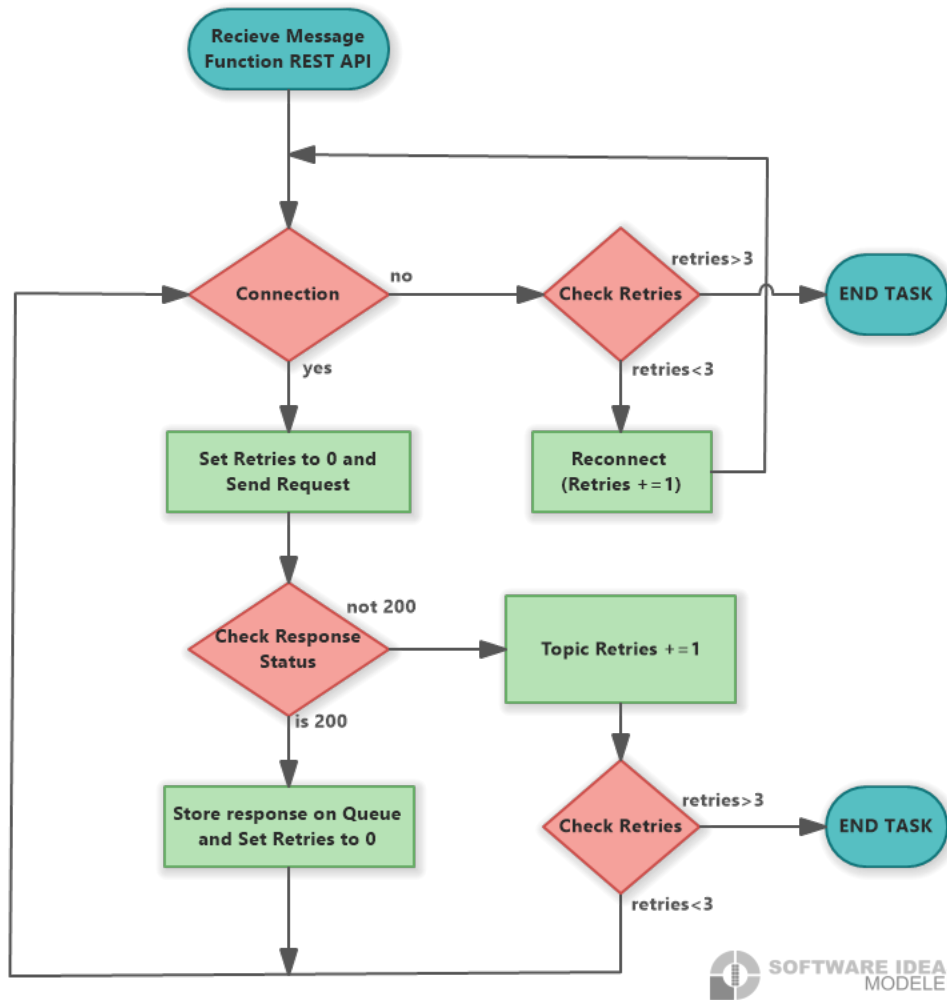 Recieve Message
Function REST API
Connection
no
Check Retries
retries>3
END TASK
yes
retries<3
Set Retries to 0 and
Send Request
Reconnect
(Retries +=1)
Check Response
Status
not 200
Topic Retries +=1
is 200
Store response on Queue
and Set Retries to 0
Check Retries
retries>3
END TASK
retries<3
SOFTWARE IDEA
MODELE